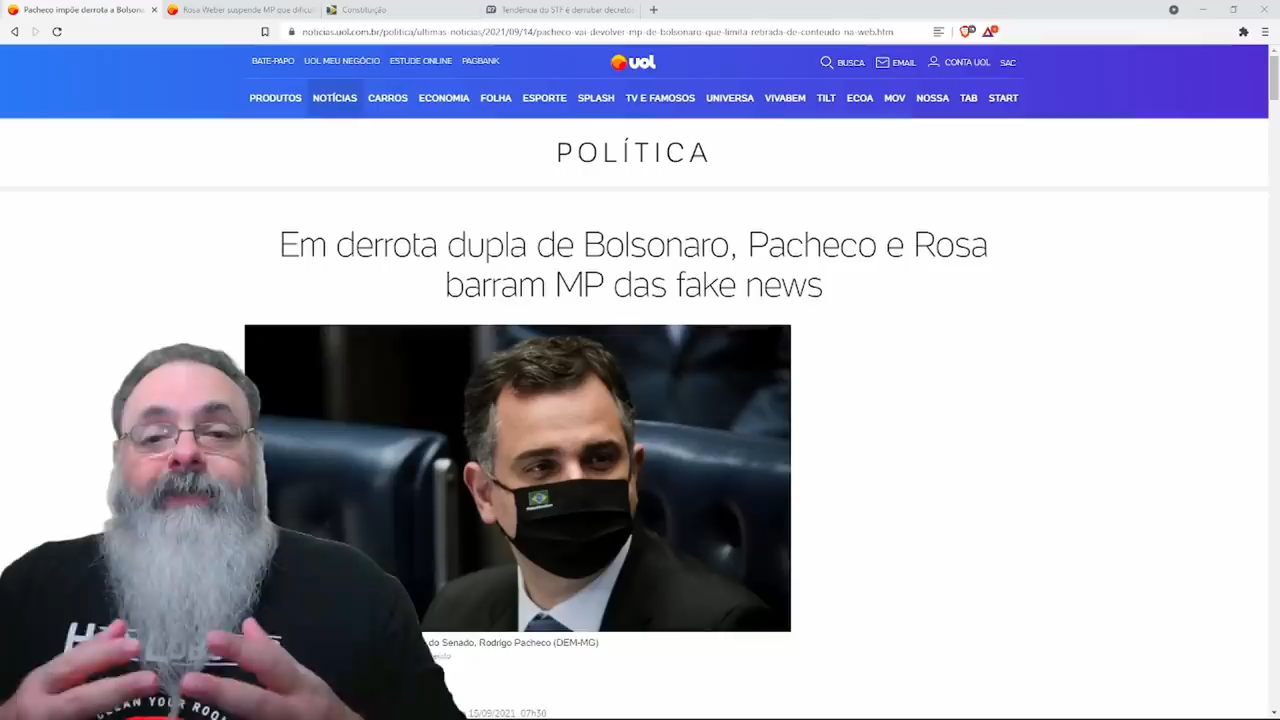 Pacheco impõe derrota a Bolsona
Rosa Weber suspende MP que dificul
Constituição
Tendência do STF é derrubar decretos
noticias.uol.com.br/politica/ultimas-noticias/2021/09/14/pacheco-vai-devolver-mp-de-bolsonaro-que-limita-retirada-de-conteudo-na-web.htm
BATE-PAPO UOL MEU NEGÓCIO ESTUDE ONLINE PAGBANK
UOL
BUSCA EMAIL CONTA UOL SAC
PRODUTOS NOTÍCIAS CARROS ECONOMIA FOLHA ESPORTE SPLASH TV E FAMOSOS UNIVERSA VIVABEM TILT ECOA MOV NOSSA TAB START
POLÍTICA
Em derrota dupla de Bolsonaro, Pacheco e Rosa
barram MP das fake news
do Senado, Rodrigo Pacheco (DEM-MG)
15/09/2021 07h36
YOUR